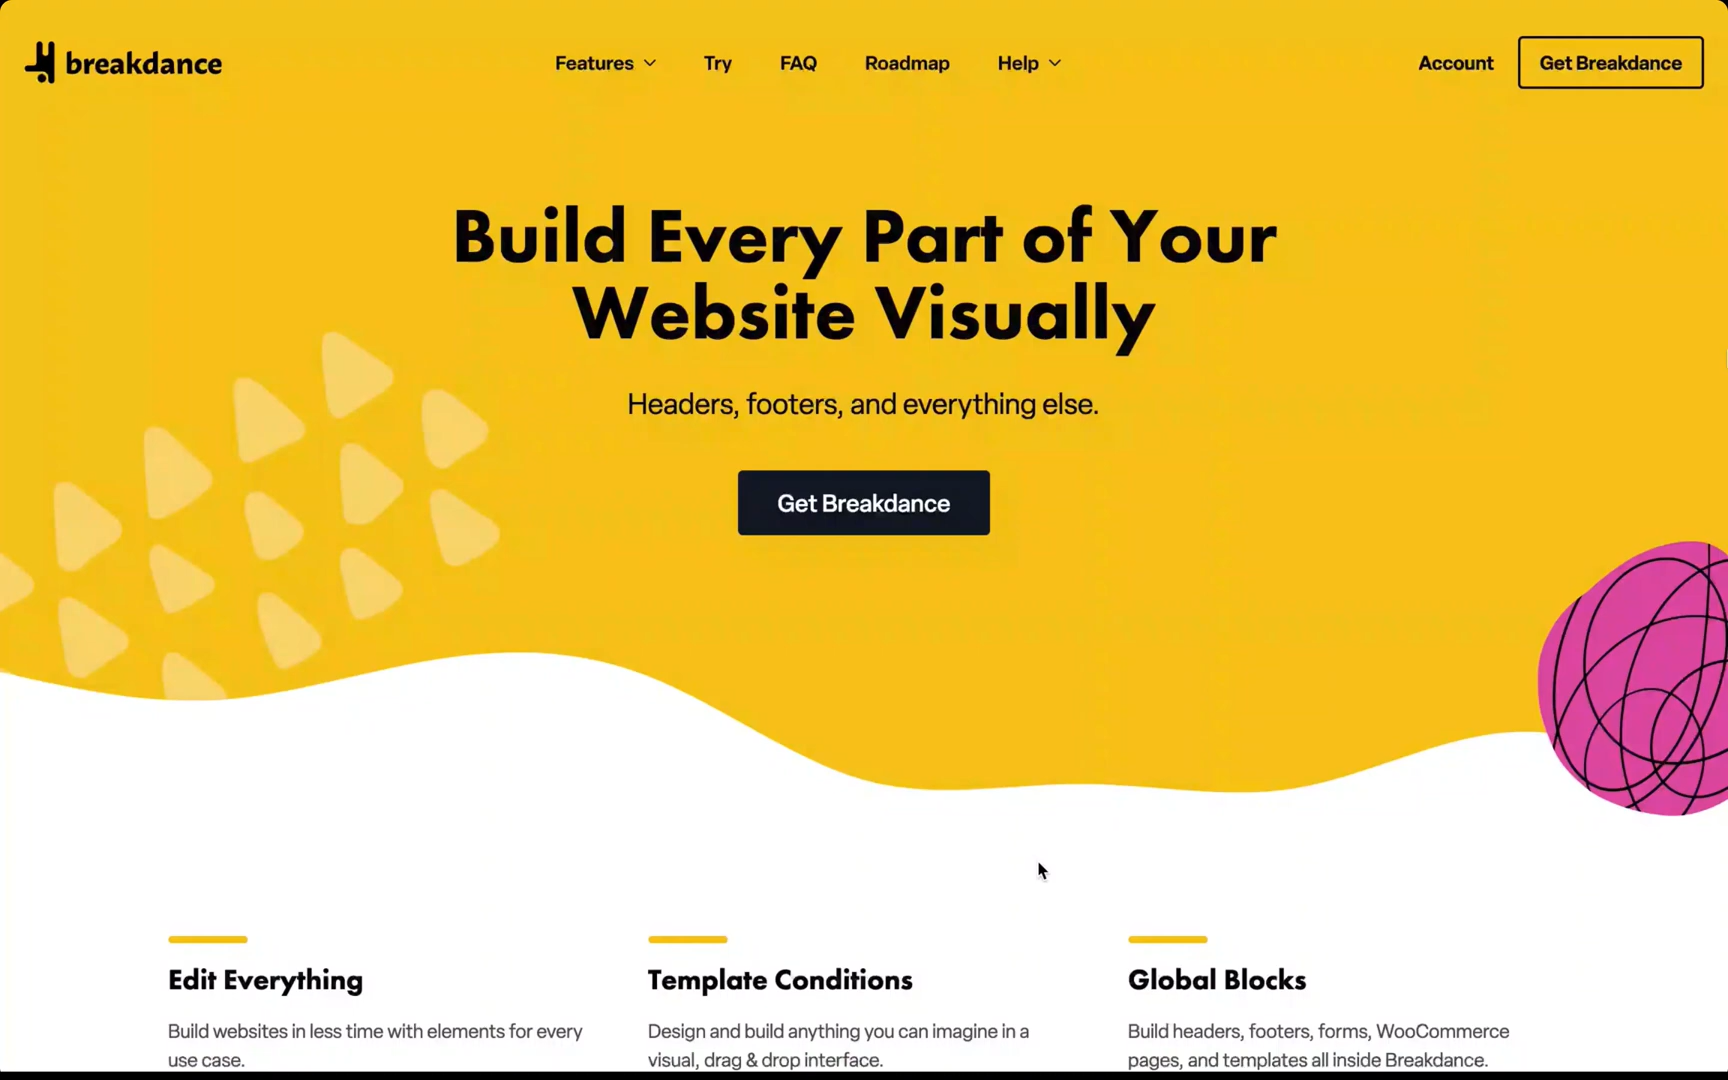 breakdance
Features
Try
FAQ
Roadmap
Help
Account
Get Breakdance
Build Every Part of Your
Website Visually
Headers, footers, and everything else.
Get Breakdance
Edit Everything
Build websites in less time with elements for every
use case.
Template Conditions
Design and build anything you can imagine in a
visual, drag & drop interface.
Global Blocks
Build headers, footers, forms, WooCommerce
pages, and templates all inside Breakdance.